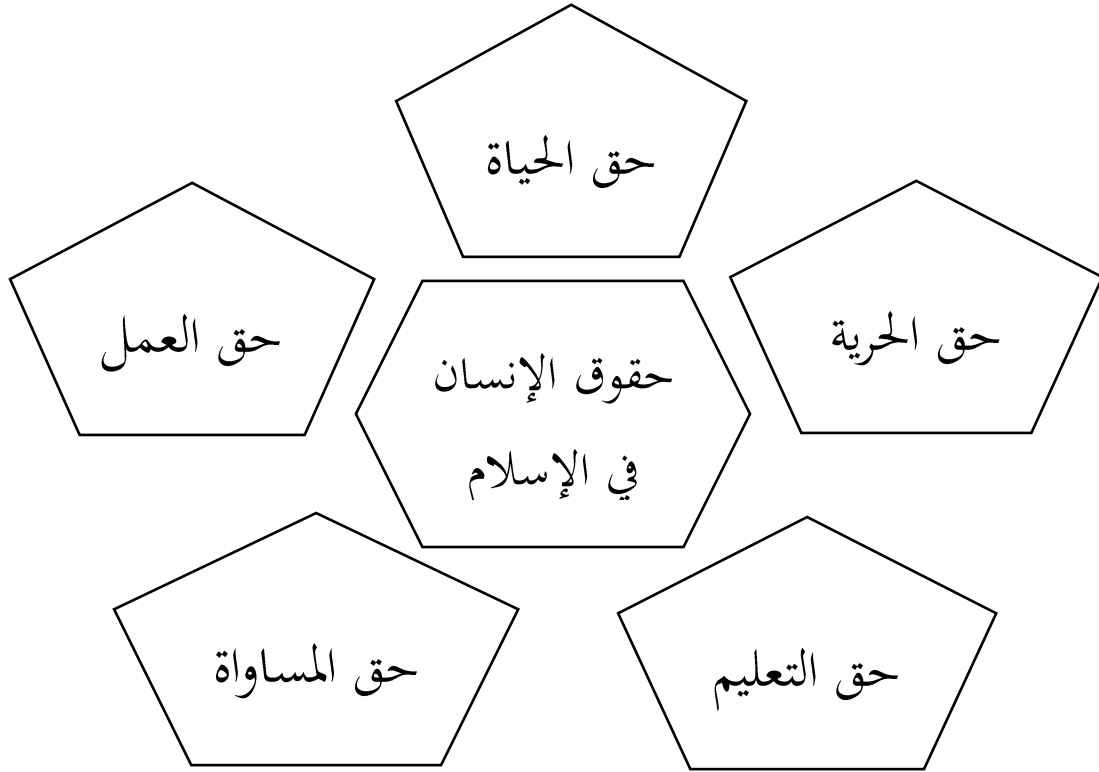 حق الحياة
حق الحرية
حق العمل
حقوق الإنسان
في الإسلام
حق التعليم
حق المساواة